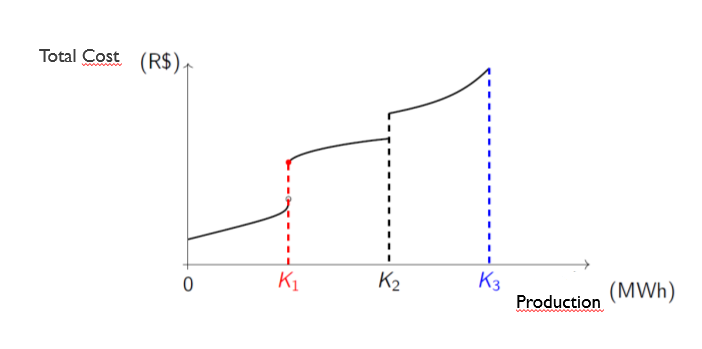 Total Cost (R$)
0 K₁ K₂ K₃
Production (MWh)